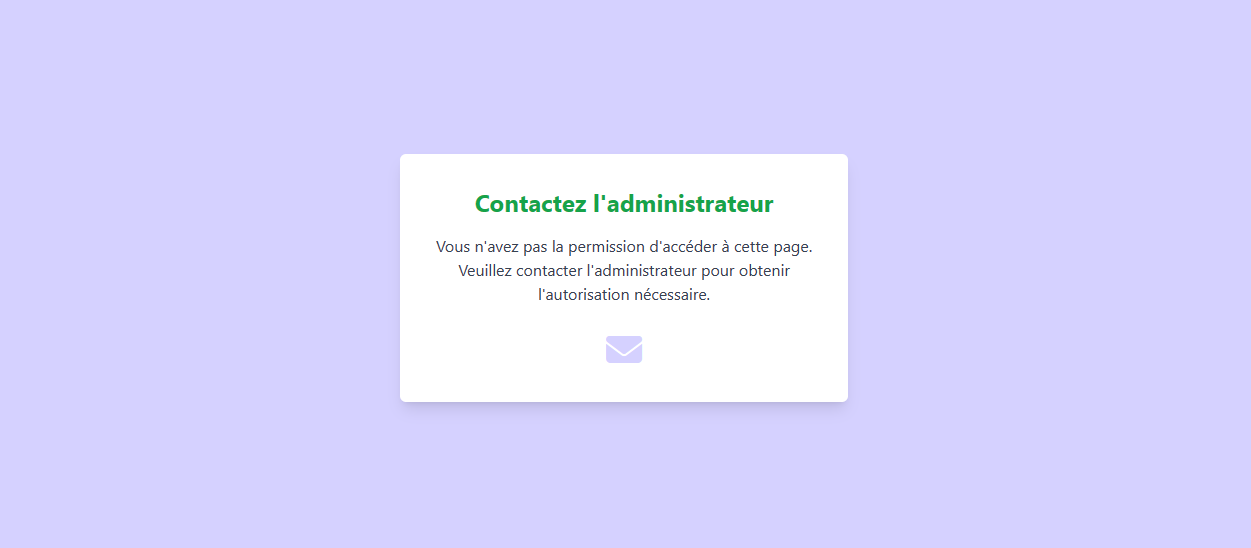 Contactez l'administrateur
Vous n'avez pas la permission d'accéder à cette page.
Veuillez contacter l'administrateur pour obtenir
l'autorisation nécessaire.